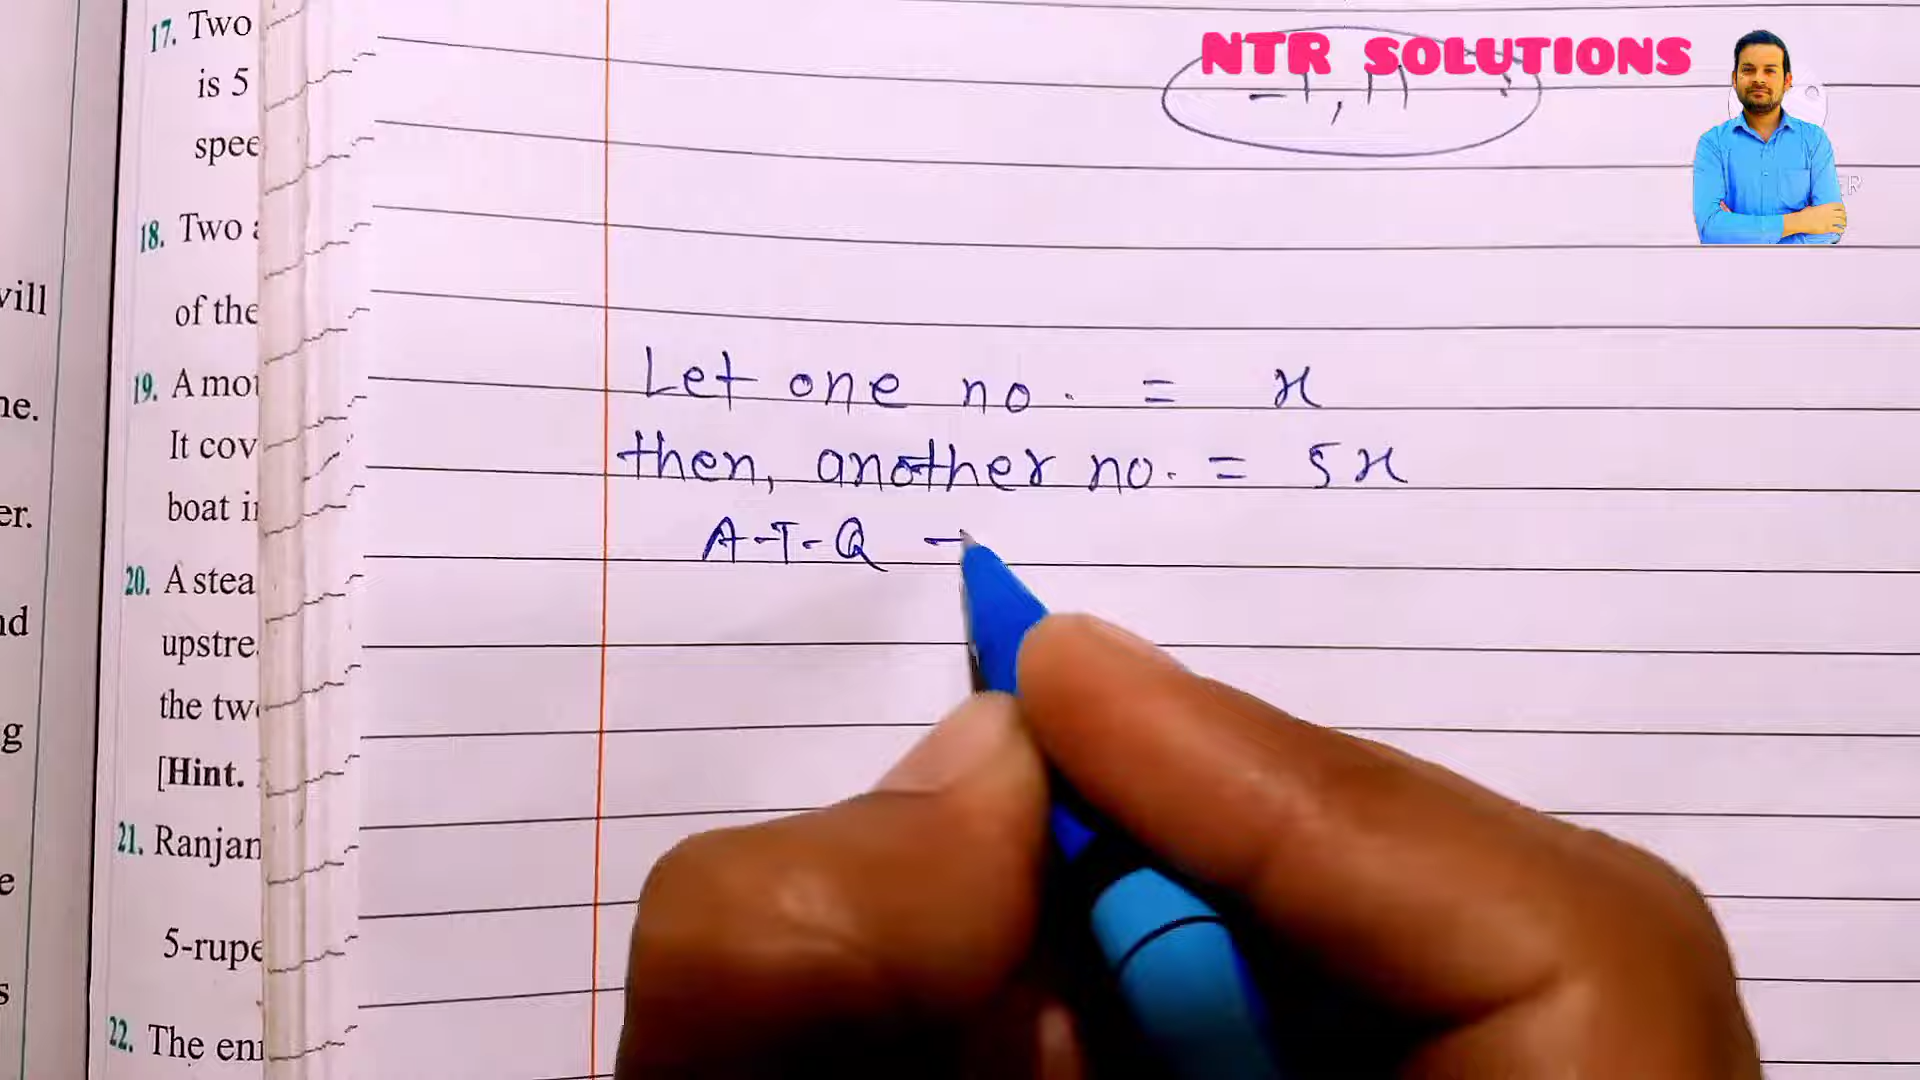 17. Two
is 5
spee
18. Two
of the
19. A mo
It cov
boat i
20. A stea
upstre
the tw
[Hint.
21. Ranjan
5-rupe
22. The en
vill
ne.
er.
nd
g
e
s
NTR SOLUTIONS
-1, 11
Let one no. = x
then, another no. = 5x
A-T-Q -